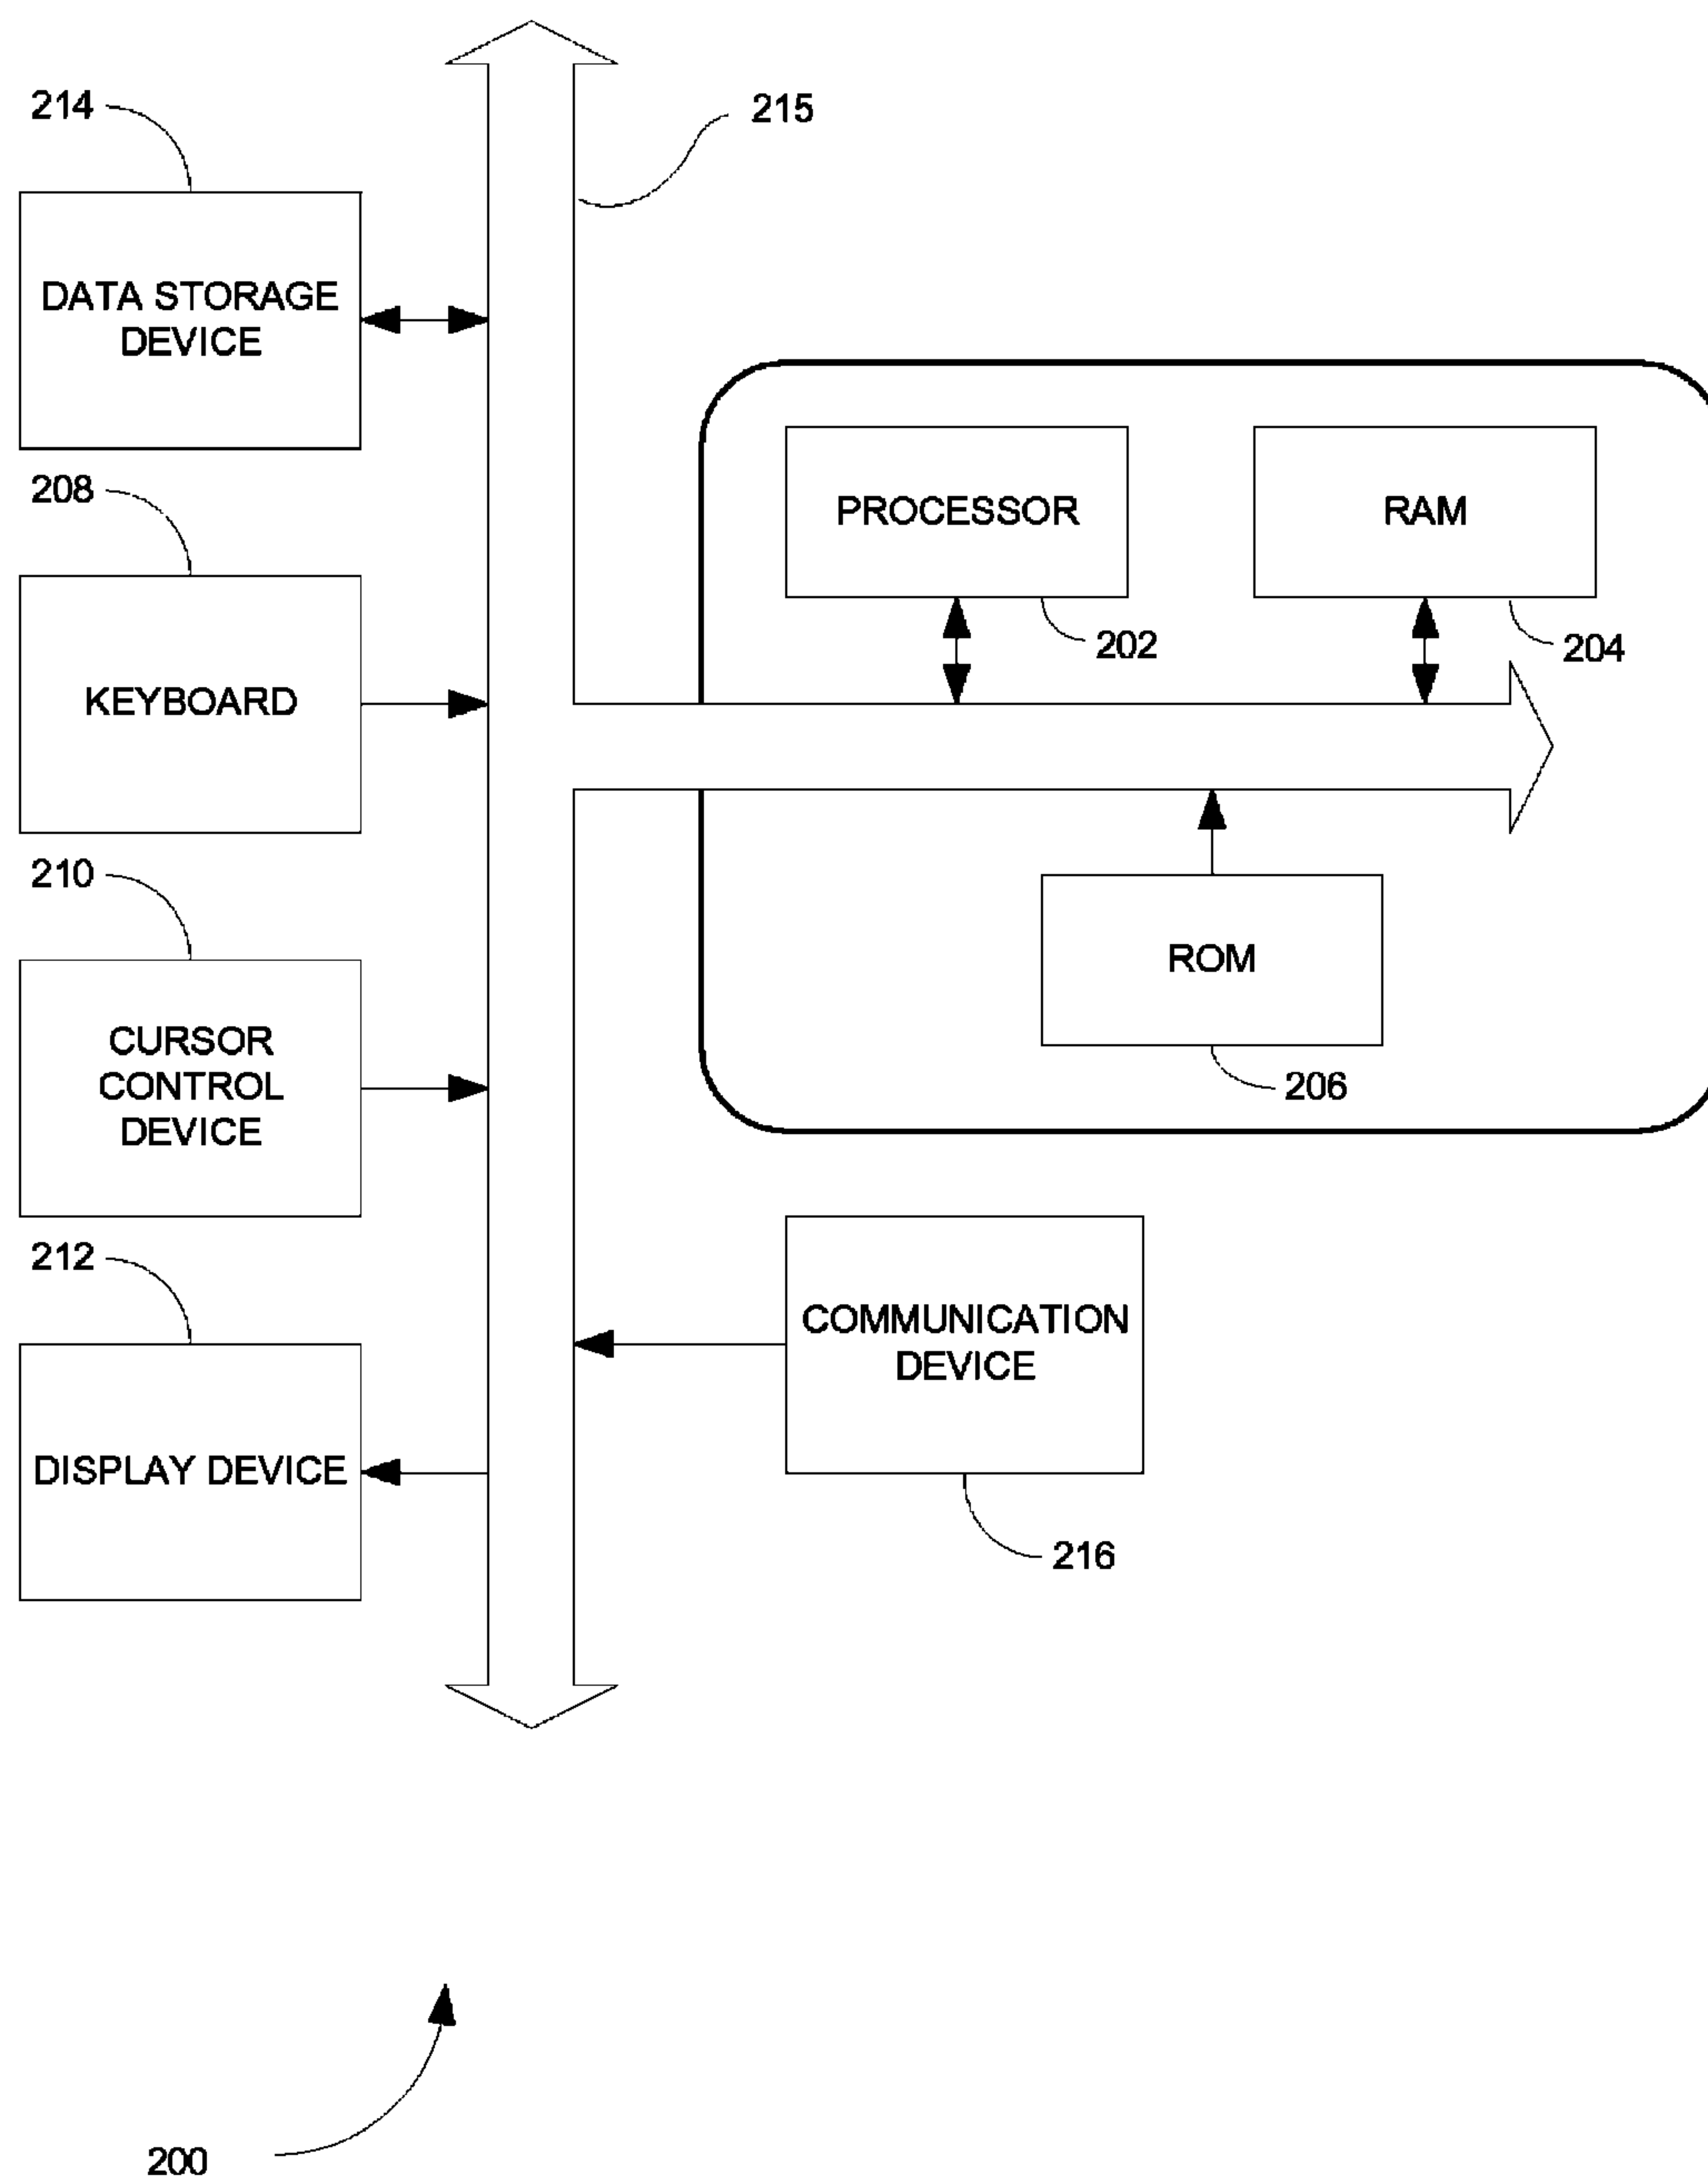 214
215
DATA STORAGE
DEVICE
208
PROCESSOR
RAM
202
204
KEYBOARD
210
ROM
CURSOR
CONTROL
DEVICE
206
212
COMMUNICATION
DEVICE
DISPLAY DEVICE
216
200